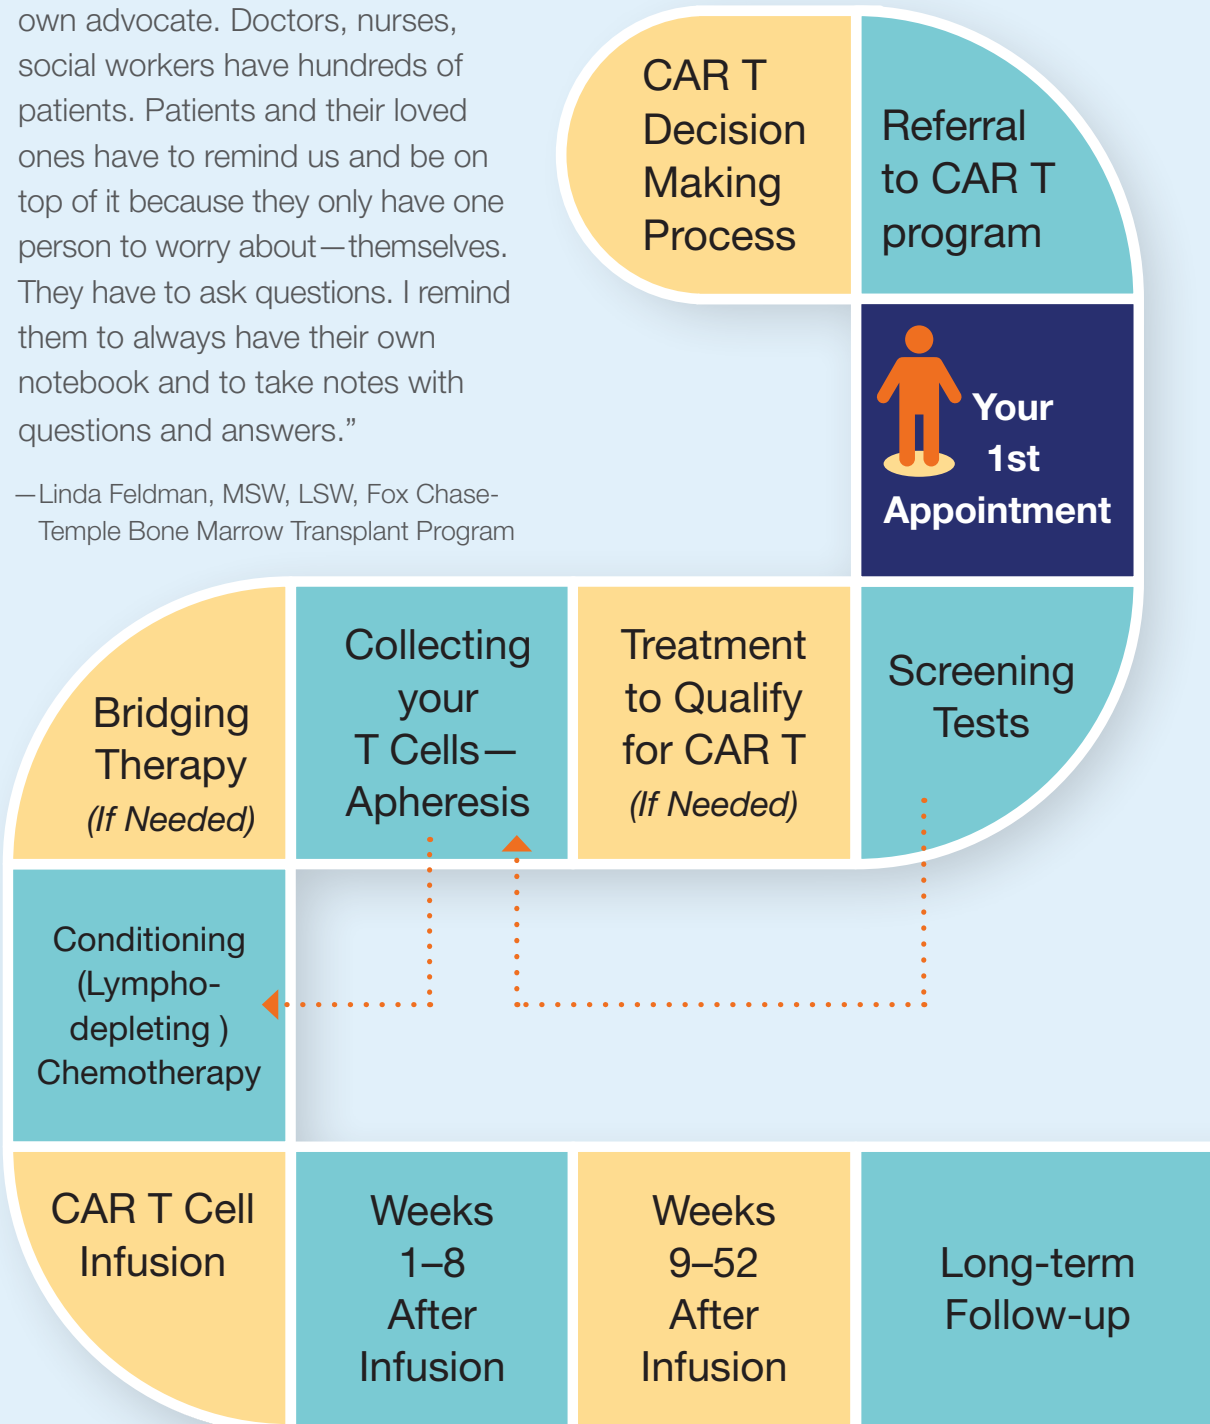 own advocate. Doctors, nurses,
social workers have hundreds of
patients. Patients and their loved
ones have to remind us and be on
top of it because they only have one
person to worry about—themselves.
They have to ask questions. I remind
them to always have their own
notebook and to take notes with
questions and answers.”
—Linda Feldman, MSW, LSW, Fox Chase-
Temple Bone Marrow Transplant Program
CAR T
Decision
Making
Process
Referral
to CAR T
program
Your
1st
Appointment
Screening
Tests
Treatment
to Qualify
for CAR T
(If Needed)
Collecting
your
T Cells—
Apheresis
Bridging
Therapy
(If Needed)
Conditioning
(Lympho-
depleting )
Chemotherapy
CAR T Cell
Infusion
Weeks
1–8
After
Infusion
Weeks
9–52
After
Infusion
Long-term
Follow-up